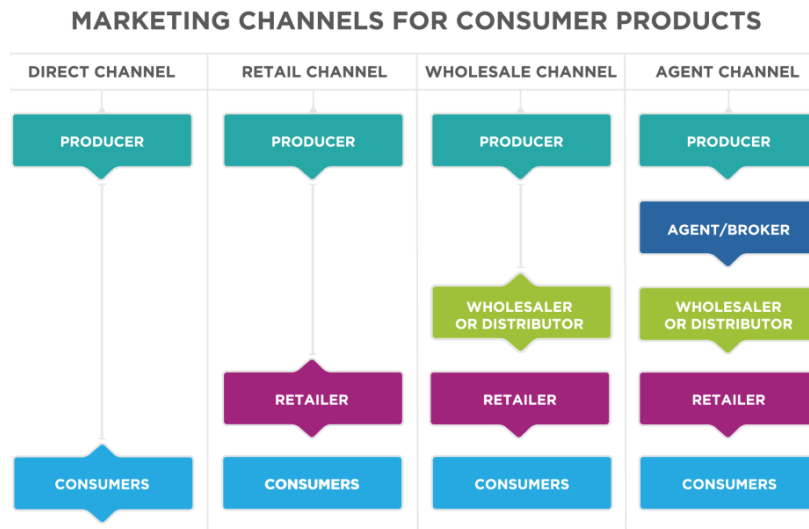 MARKETING CHANNELS FOR CONSUMER PRODUCTS
DIRECT CHANNEL
RETAIL CHANNEL
WHOLESALE CHANNEL
AGENT CHANNEL
PRODUCER
PRODUCER
PRODUCER
PRODUCER
AGENT/BROKER
WHOLESALER
OR DISTRIBUTOR
WHOLESALER
OR DISTRIBUTOR
RETAILER
RETAILER
RETAILER
CONSUMERS
CONSUMERS
CONSUMERS
CONSUMERS